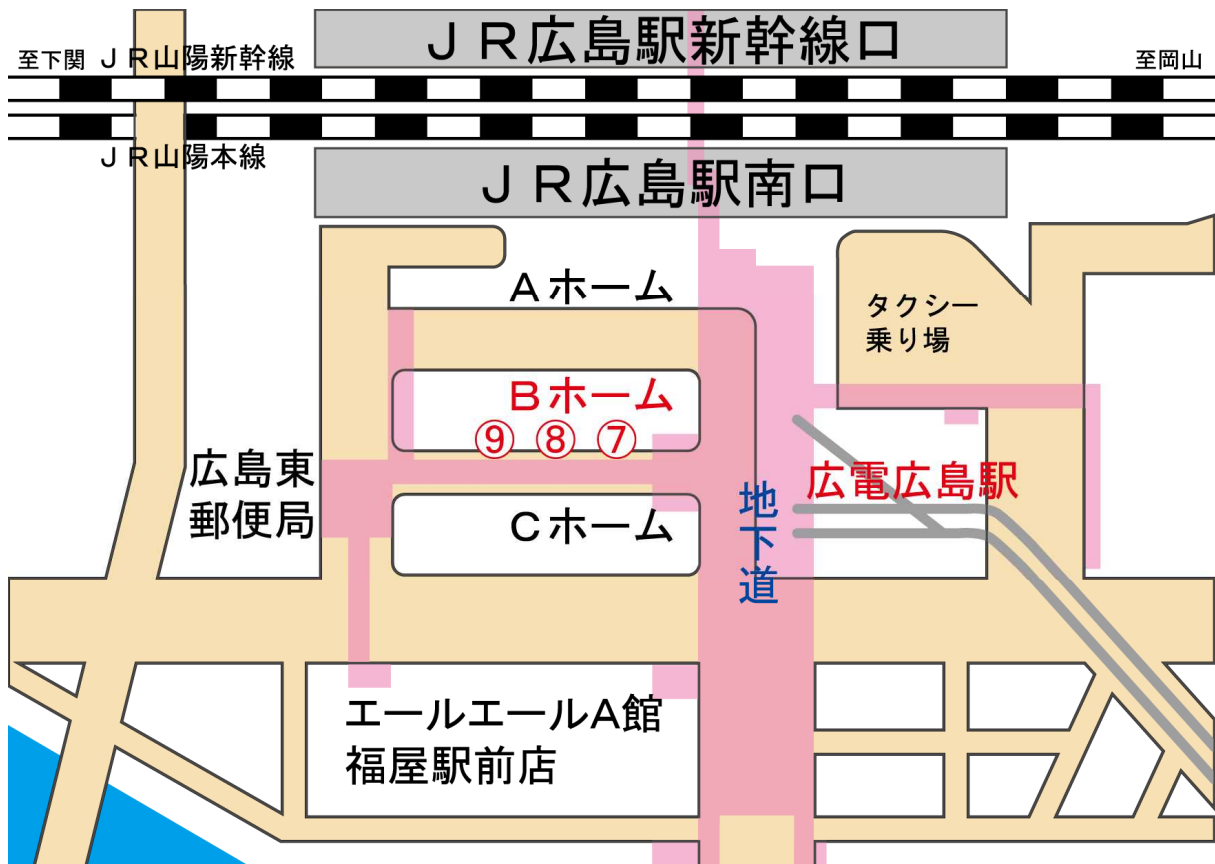 ＪＲ広島駅新幹線口
至下関
ＪＲ山陽新幹線
至岡山
ＪＲ山陽本線
ＪＲ広島駅南口
Ａホーム
タクシー
乗り場
Ｂホーム
⑨ ⑧ ⑦
広島東
郵便局
広電広島駅
地下道
Ｃホーム
エールエールA館
福屋駅前店